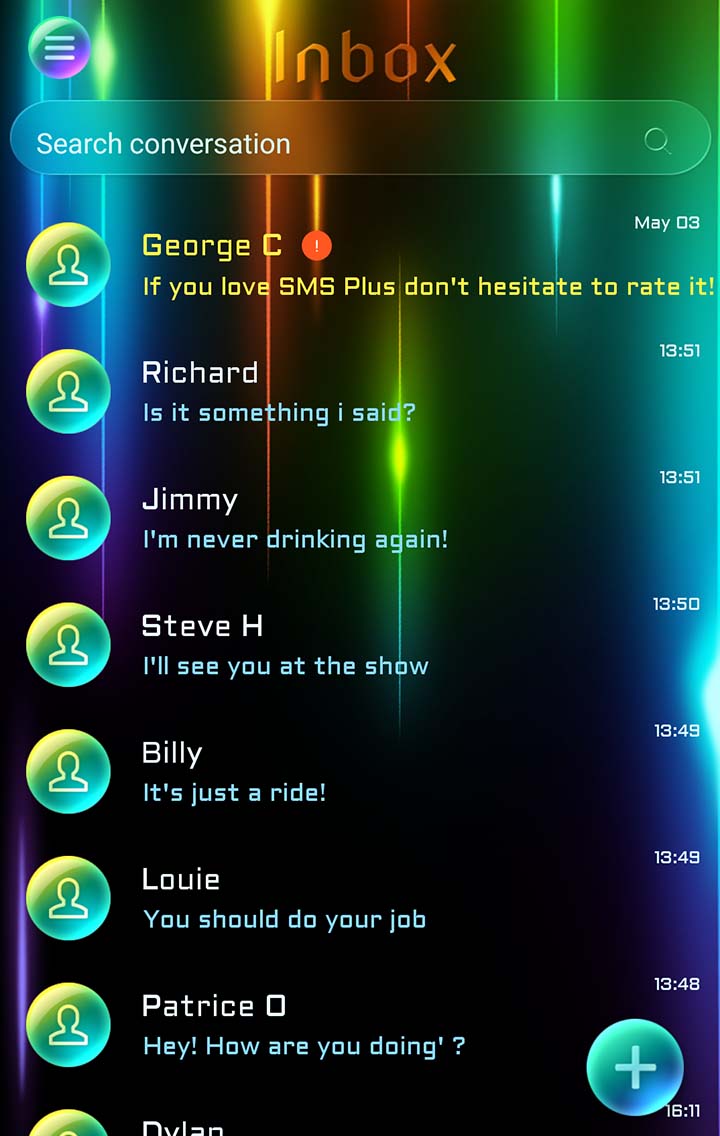 Inbox
Search conversation
May 03
George C !
If you love SMS Plus don't hesitate to rate it!
13:51
Richard
Is it something i said?
13:51
Jimmy
I'm never drinking again!
13:50
Steve H
I'll see you at the show
13:49
Billy
It's just a ride!
13:49
Louie
You should do your job
13:48
Patrice O
Hey! How are you doing' ?
16:11
Dylan